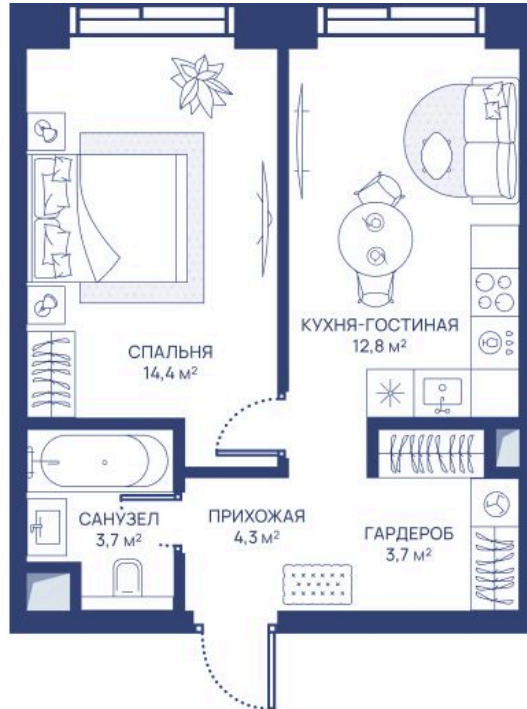 КУХНЯ-ГОСТИНАЯ
12,8 м²
СПАЛЬНЯ
14,4 м²
САНУЗЕЛ
3,7 м²
ПРИХОЖАЯ
4,3 м²
ГАРДЕРОБ
3,7 м²